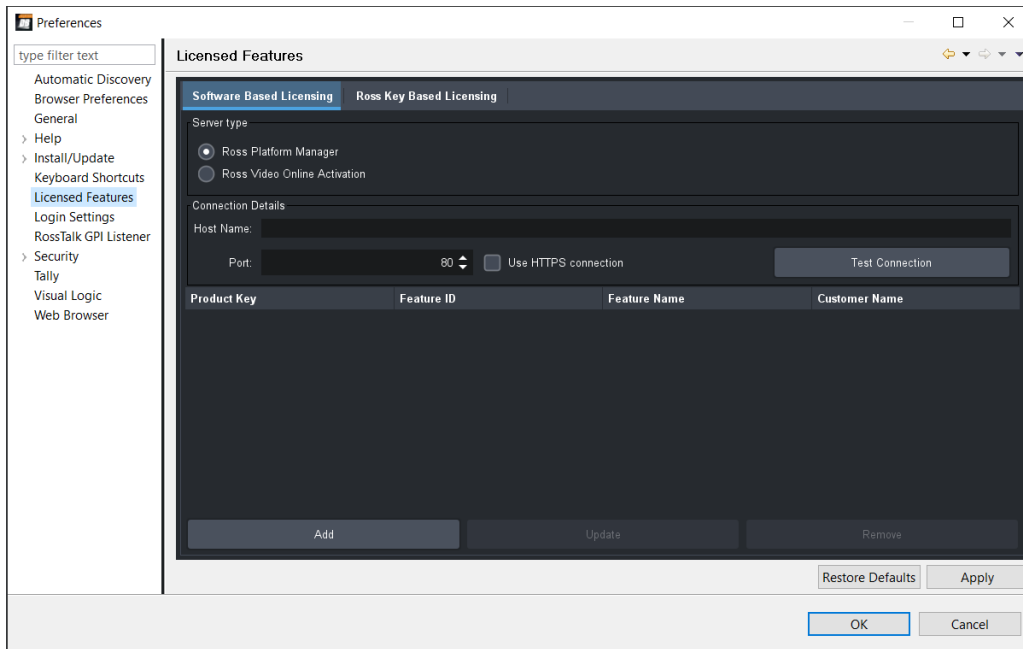 Preferences
type filter text
Automatic Discovery
Browser Preferences
General
Help
Install/Update
Keyboard Shortcuts
Licensed Features
Login Settings
RossTalk GPI Listener
Security
Tally
Visual Logic
Web Browser
Licensed Features
Software Based Licensing Ross Key Based Licensing
Server type
Ross Platform Manager
Ross Video Online Activation
Connection Details
Host Name:
Port: 80 Use HTTPS connection Test Connection
Product Key Feature ID Feature Name Customer Name
Add Update Remove
Restore Defaults Apply
OK Cancel